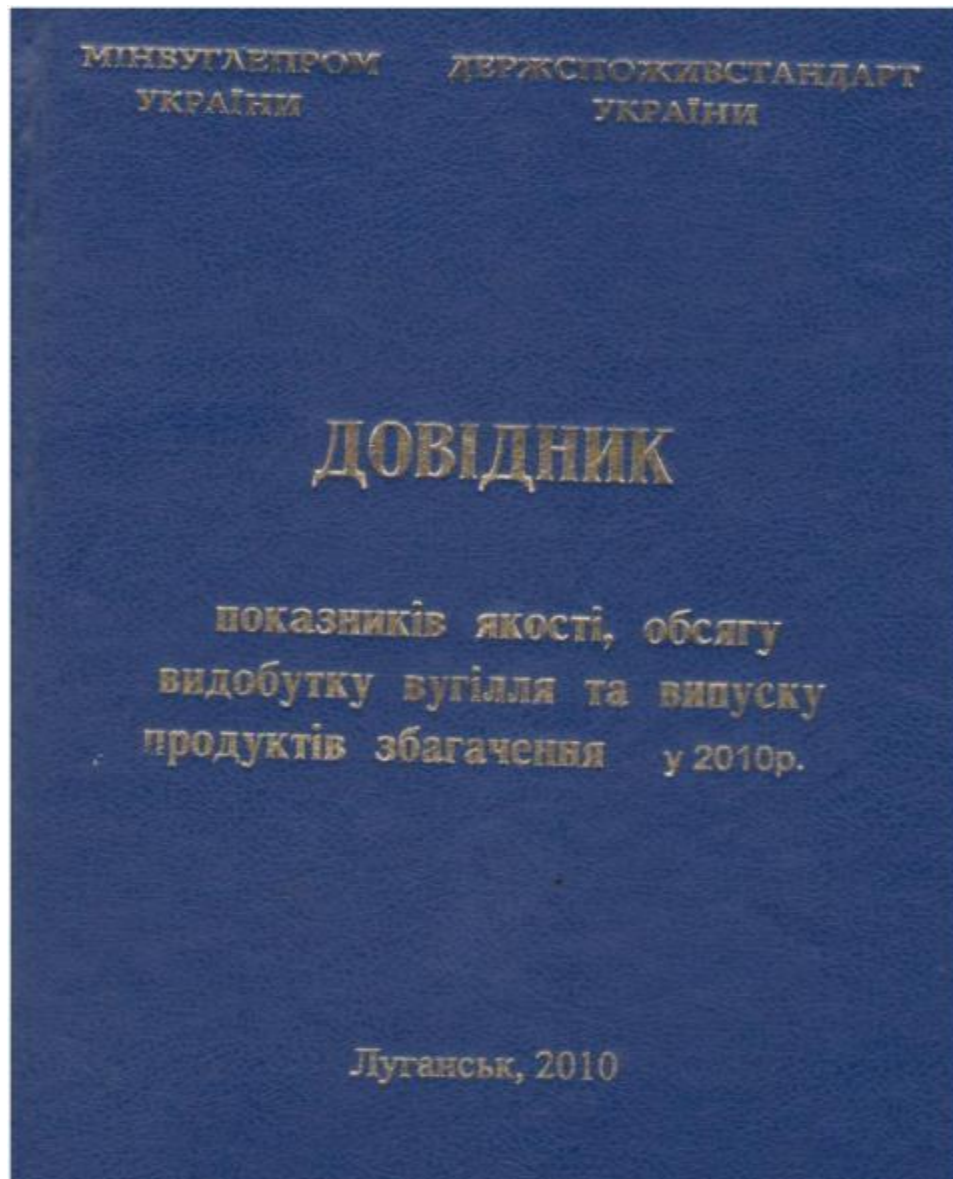 МІНВУГЛЕПРОМ
УКРАЇНИ
ДЕРЖСПОЖИВСТАНДАРТ
УКРАЇНИ
ДОВІДНИК
показників якості, обсягу
видобутку вугілля та випуску
продуктів збагачення у 2010р.
Луганськ, 2010